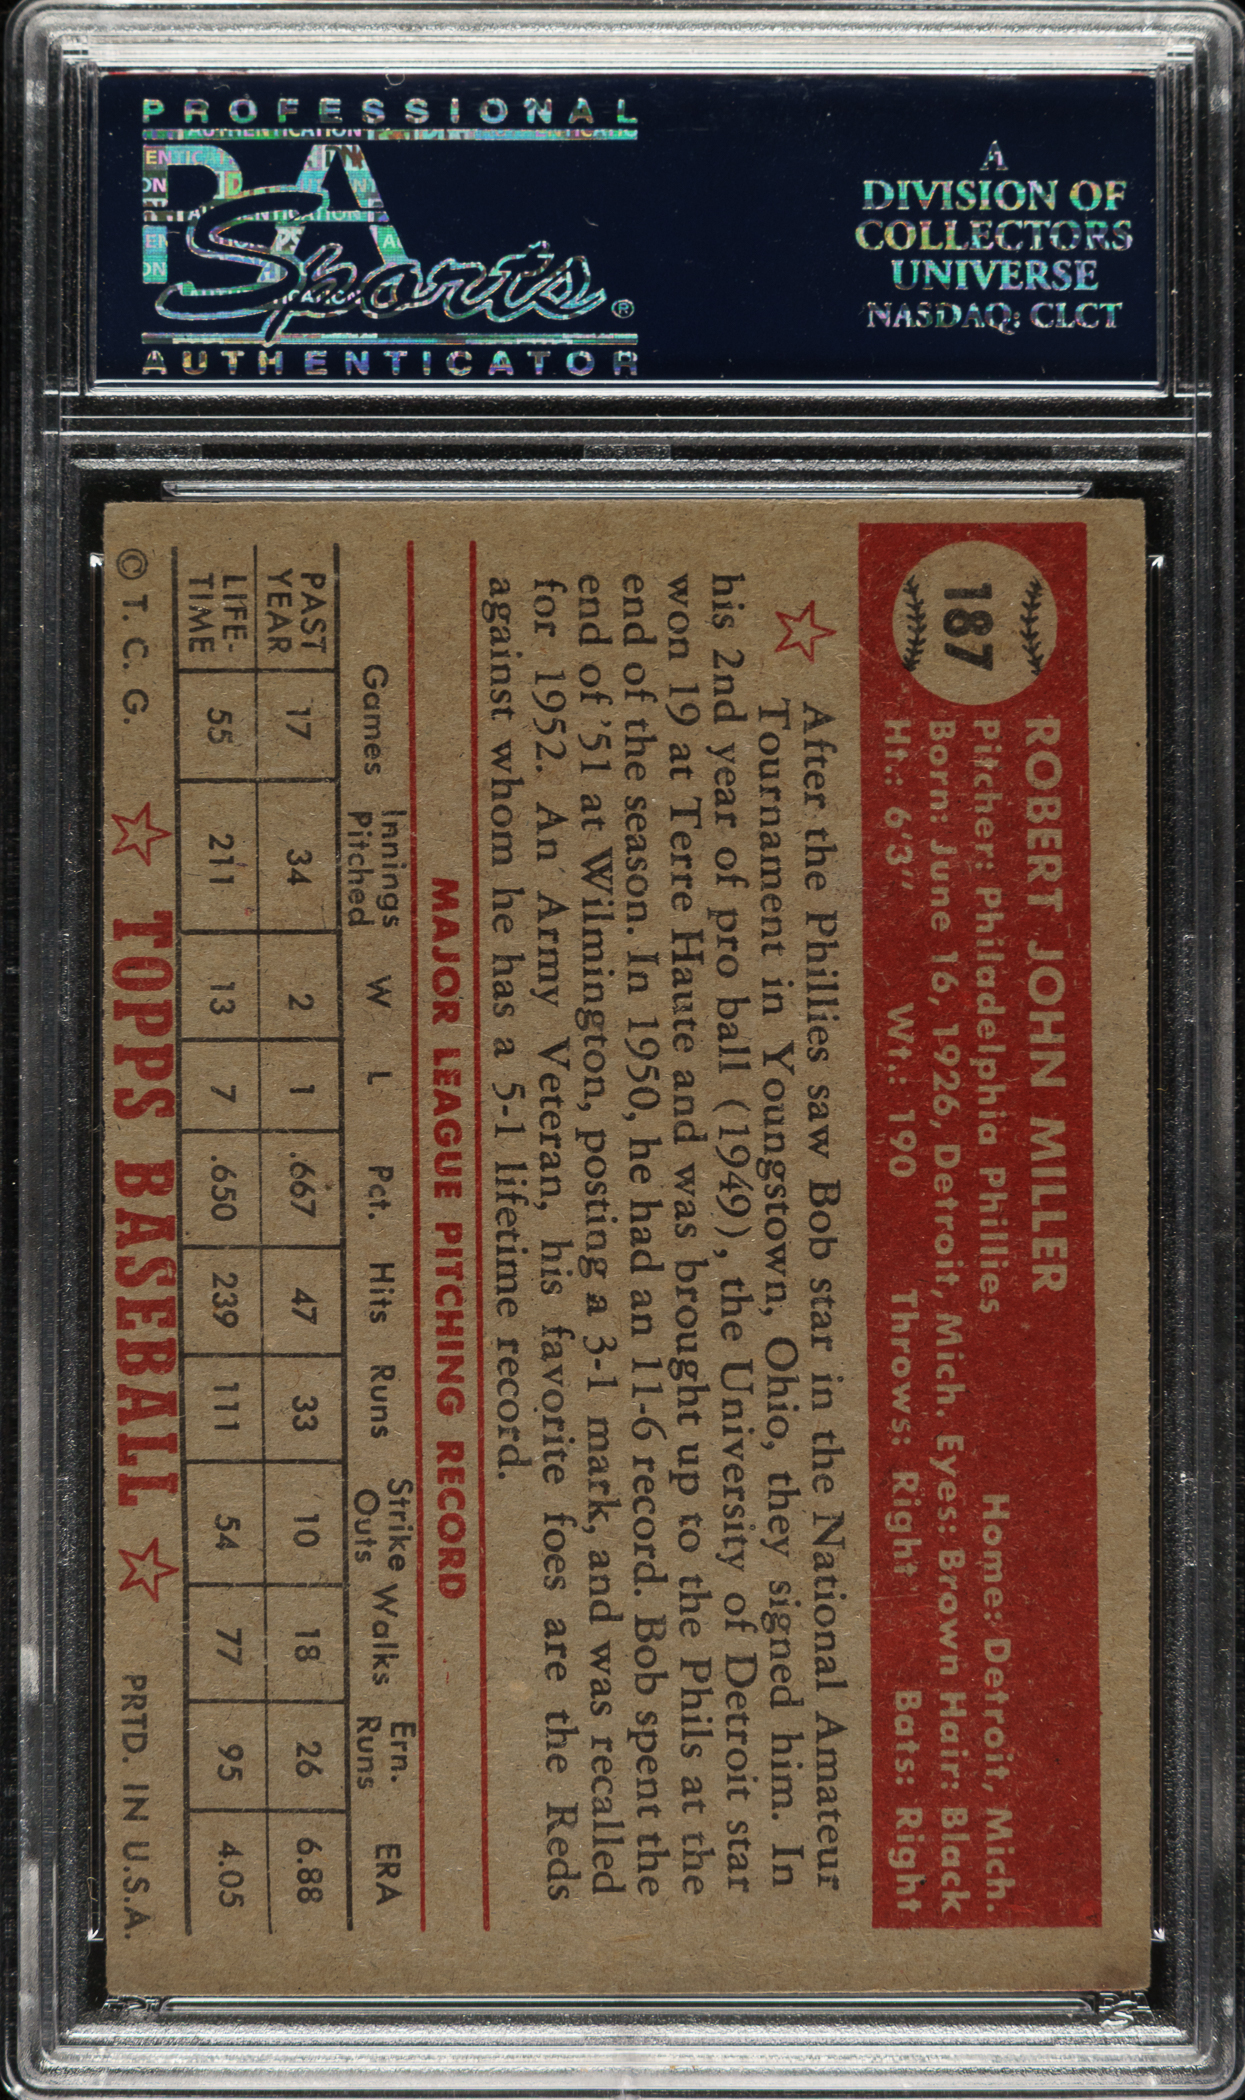 PROFESSIONAL
PSA
Sports®
AUTHENTICATOR
A
DIVISION OF
COLLECTORS
UNIVERSE
NASDAQ: CLCT
187
ROBERT JOHN MILLER
Pitcher: Philadelphia Phillies Home: Detroit, Mich.
Born: June 16, 1926, Detroit, Mich. Eyes: Brown Hair: Black
Ht.: 6'3" Wt.: 190 Throws: Right Bats: Right
After the Phillies saw Bob star in the National Amateur
Tournament in Youngstown, Ohio, they signed him. In
his 2nd year of pro ball (1949), the University of Detroit star
won 19 at Terre Haute and was brought up to the Phils at the
end of the season. In 1950, he had an 11-6 record. Bob spent the
end of '51 at Wilmington, posting a 3-1 mark, and was recalled
for 1952. An Army Veteran, his favorite foes are the Reds
against whom he has a 5-1 lifetime record.
MAJOR LEAGUE PITCHING RECORD
Games Innings Pitched W L Pct. Hits Runs Strike Outs Walks Ern. Runs ERA
PAST YEAR 17 34 2 1 .667 47 33 10 18 26 6.88
LIFE-TIME 55 211 13 7 .650 239 111 54 77 95 4.05
© T. C. G. TOPPS BASEBALL PRTD. IN U.S.A.